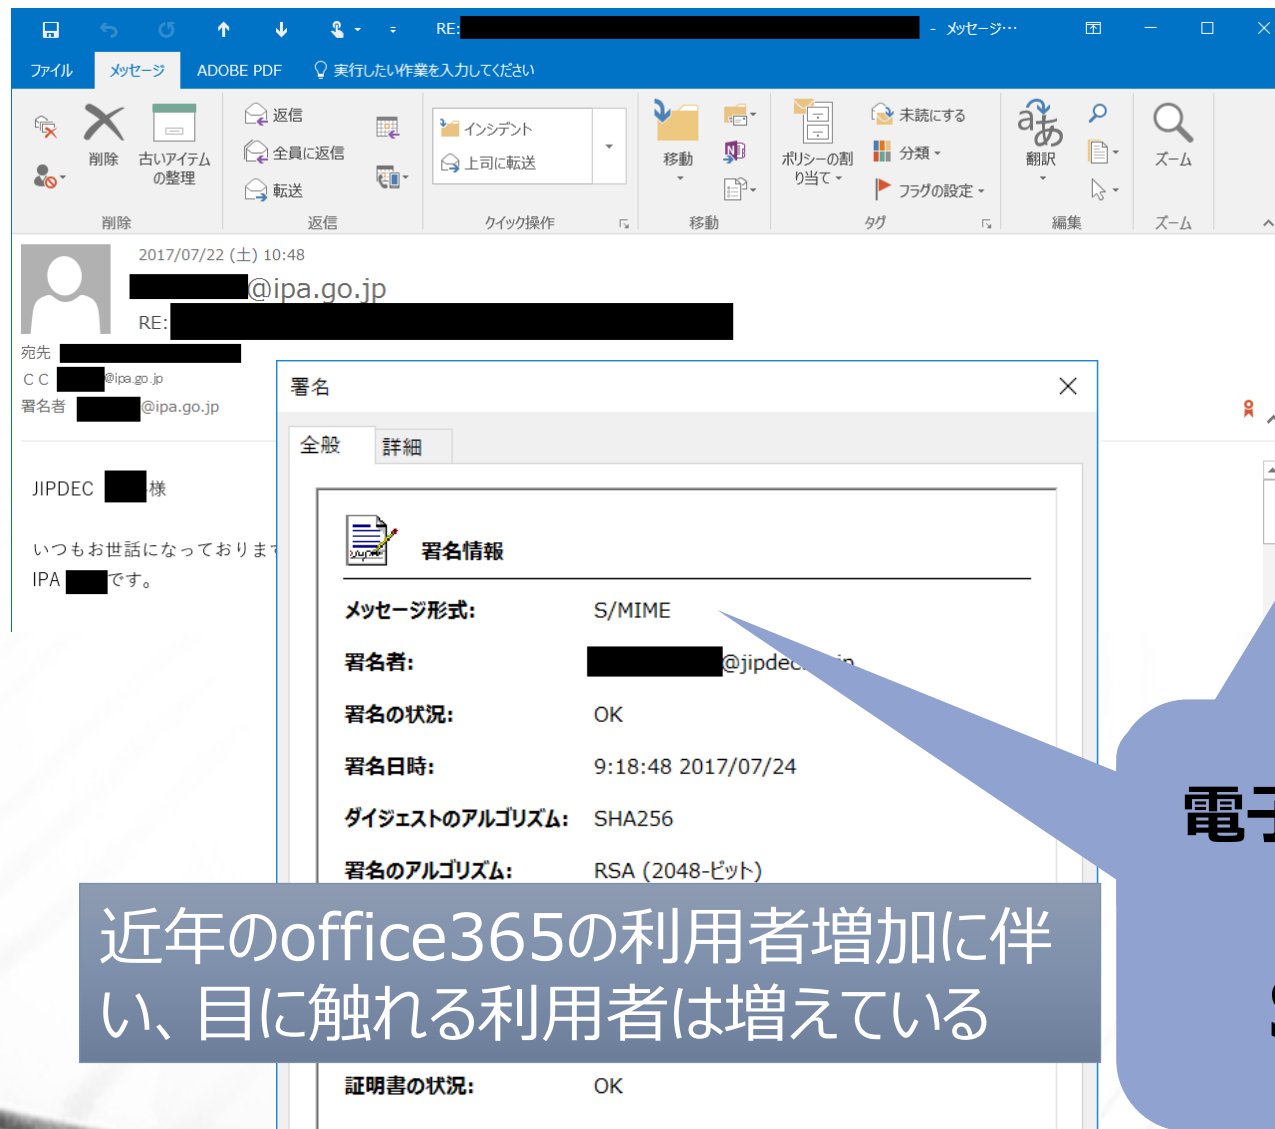 RE: - メッセージ…
ファイル メッセージ ADOBE PDF 実行したい作業を入力してください
削除
古いアイテムの整理
返信
全員に返信
転送
インシデント
上司に転送
移動
ポリシーの割り当て
未読にする
分類
フラグの設定
翻訳
ズーム
削除 返信 クイック操作 移動 タグ 編集 ズーム
2017/07/22 (土) 10:48
@ipa.go.jp
RE:
宛先
CC @ipa.go.jp
署名者 @ipa.go.jp
JIPDEC 様
いつもお世話になっております
IPA です。
署名
全般 詳細
署名情報
メッセージ形式: S/MIME
署名者: @jipdec
署名の状況: OK
署名日時: 9:18:48 2017/07/24
ダイジェストのアルゴリズム: SHA256
署名のアルゴリズム: RSA (2048-ビット)
近年のoffice365の利用者増加に伴
い、目に触れる利用者は増えている
証明書の状況: OK
電子